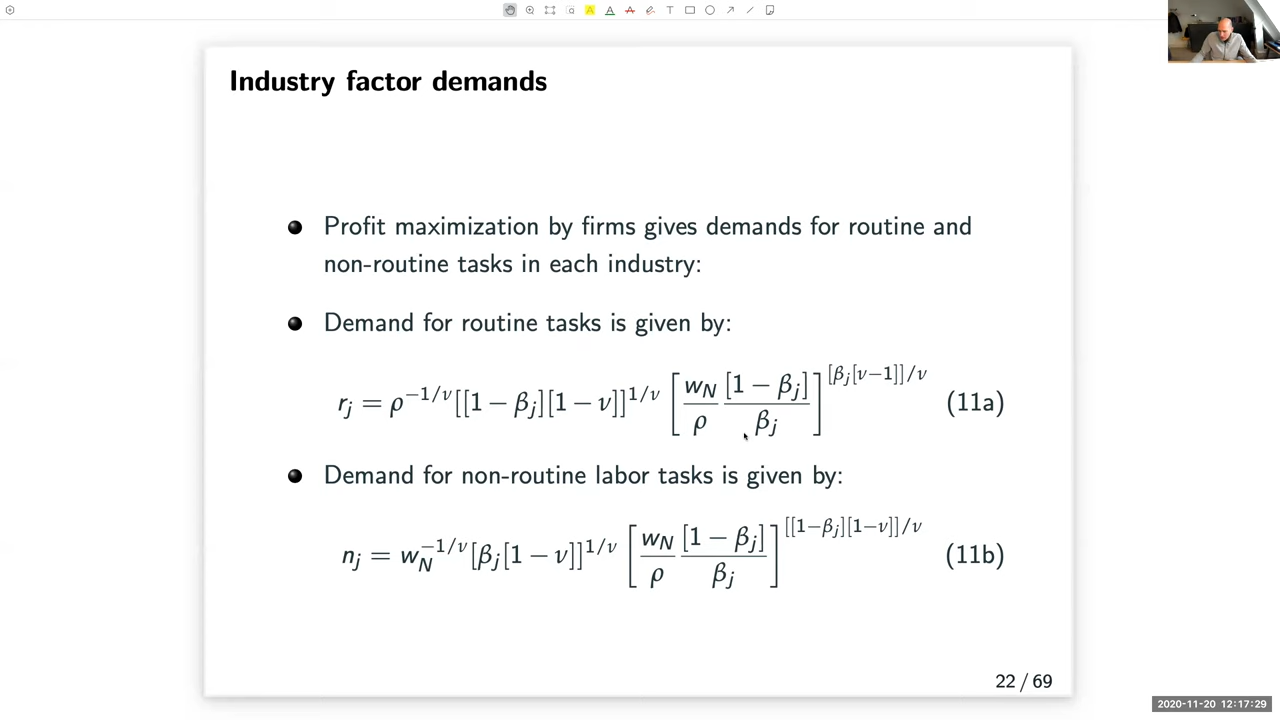 Industry factor demands
Profit maximization by firms gives demands for routine and
non-routine tasks in each industry:
Demand for routine tasks is given by:
r_j = ρ^{-1/ν}[[1 − β_j][1 − ν]]^{1/ν} [w_N/ρ [1 − β_j]/β_j]^{[β_j[ν−1]]/ν} (11a)
Demand for non-routine labor tasks is given by:
n_j = w_N^{-1/ν}[β_j[1 − ν]]^{1/ν} [w_N/ρ [1 − β_j]/β_j]^{[[1−β_j][1−ν]]/ν} (11b)
22 / 69
2020-11-20 12:17:29